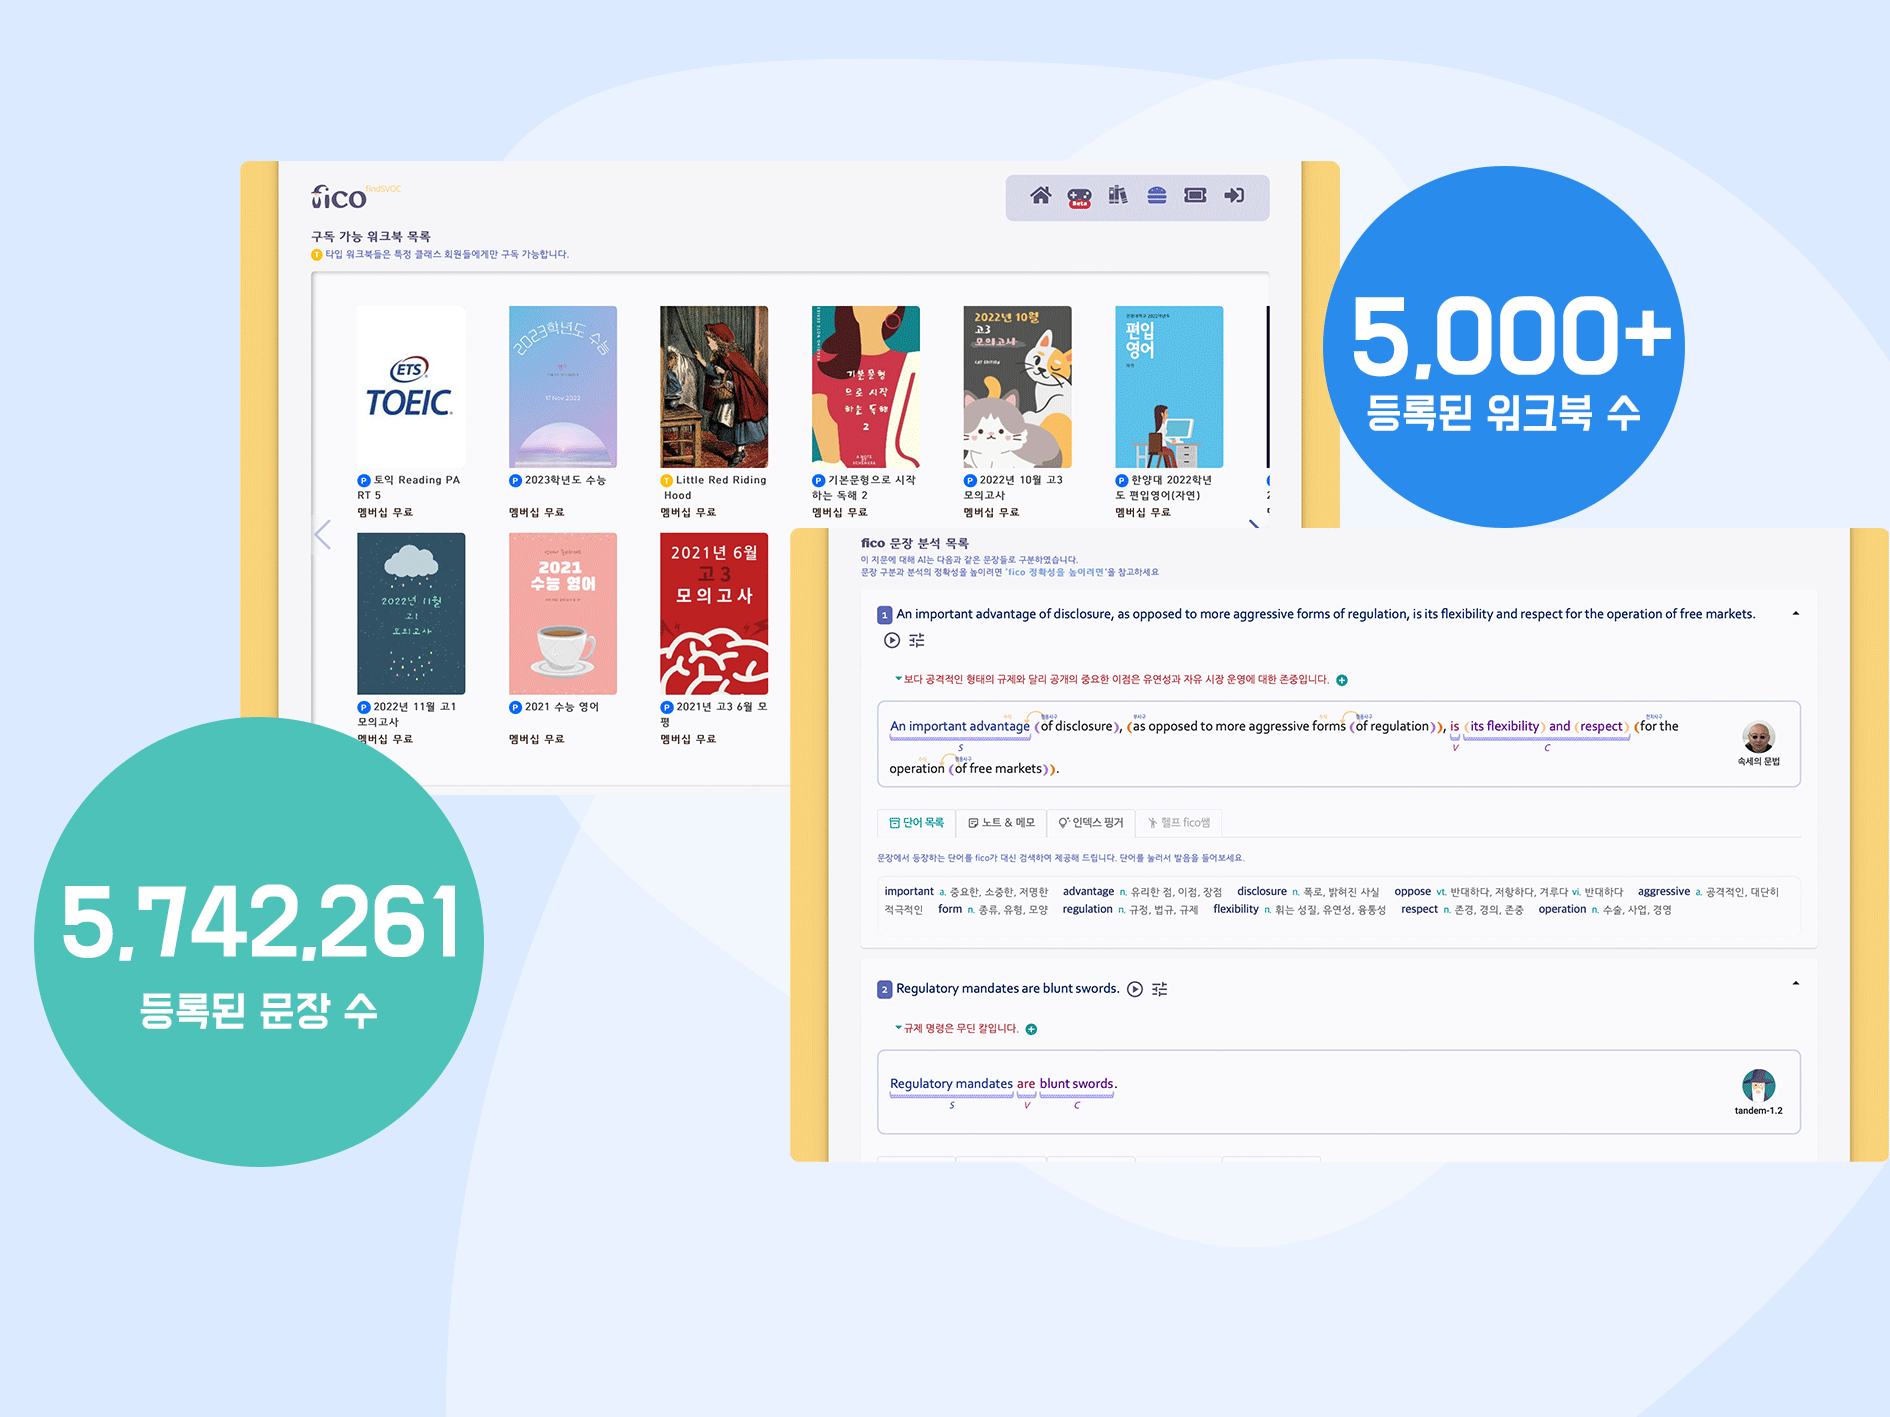 fico findSVOC
Beta
구독 가능 워크북 목록
T 타입 워크북들은 특정 클래스 회원들에게만 구독 가능합니다.
ETS
TOEIC
P 토익 Reading PA
RT 5
멤버십 무료
2023학년도 수능
17 Nov 2022
P 2023학년도 수능
멤버십 무료
T Little Red Riding
Hood
멤버십 무료
기본문형
으로 시작
하는 독해
2
P 기본문형으로 시작
하는 독해 2
멤버십 무료
2022년 10월
고3
모의고사
CAT EDITION
P 2022년 10월 고3
모의고사
멤버십 무료
편입
영어
P 한양대 2022학년
도 편입영어(자연)
멤버십 무료
2022년 11월
고1
모의고사
P 2022년 11월 고1
모의고사
멤버십 무료
2021
수능 영어
P 2021 수능 영어
멤버십 무료
2021년 6월
고3
모의고사
P 2021년 고3 6월 모
평
멤버십 무료
5,000+
등록된 워크북 수
5,742,261
등록된 문장 수
fico 문장 분석 목록
이 지문에 대해 AI는 다음과 같은 문장들로 구분하였습니다.
문장 구분과 분석의 정확성을 높이려면 'fico 정확성을 높이려면'을 참고하세요
1 An important advantage of disclosure, as opposed to more aggressive forms of regulation, is its flexibility and respect for the operation of free markets.
보다 공격적인 형태의 규제와 달리 공개의 중요한 이점은 유연성과 자유 시장 운영에 대한 존중입니다.
An important advantage (of disclosure), (as opposed to more aggressive forms (of regulation)), is (its flexibility) and (respect) (for the
S V C
operation (of free markets)).
속세의 문법
단어 목록 노트 & 메모 인덱스 핑거 헬프 fico쌤
문장에서 등장하는 단어를 fico가 대신 검색하여 제공해 드립니다. 단어를 눌러서 발음을 들어보세요.
important a. 중요한, 소중한, 저명한 advantage n. 유리한 점, 이점, 장점 disclosure n. 폭로, 밝혀진 사실 oppose vt. 반대하다, 저항하다, 겨루다 vi. 반대하다 aggressive a. 공격적인, 대단히
적극적인 form n. 종류, 유형, 모양 regulation n. 규정, 법규, 규제 flexibility n. 휘는 성질, 유연성, 융통성 respect n. 존경, 경의, 존중 operation n. 수술, 사업, 경영
2 Regulatory mandates are blunt swords.
규제 명령은 무딘 칼입니다.
Regulatory mandates are blunt swords.
S V C
tandem-1.2